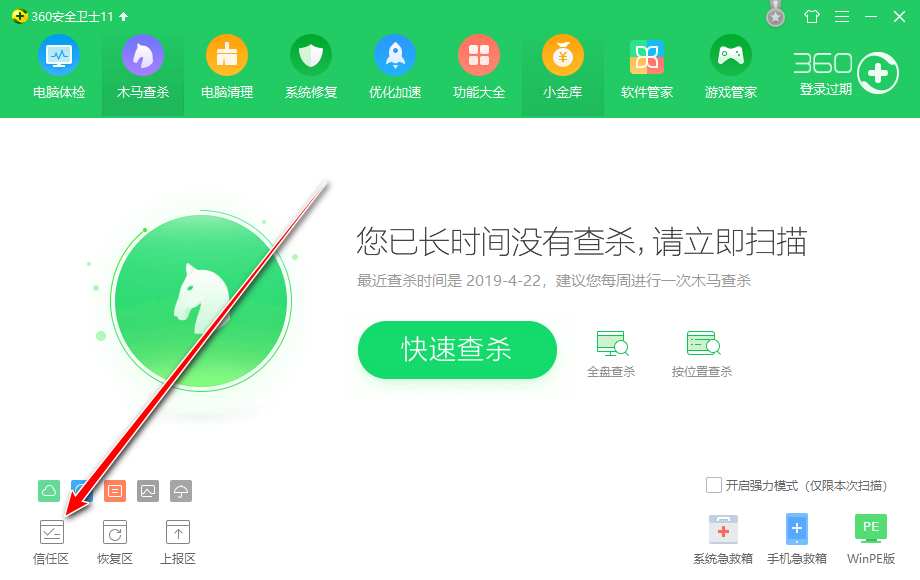 360安全卫士11
电脑体检
木马查杀
电脑清理
系统修复
优化加速
功能大全
小金库
软件管家
游戏管家
360
登录过期
您已长时间没有查杀，请立即扫描
最近查杀时间是 2019-4-22，建议您每周进行一次木马查杀
快速查杀
全盘查杀
按位置查杀
开启强力模式（仅限本次扫描）
信任区
恢复区
上报区
PE
系统急救箱
手机急救箱
WinPE版